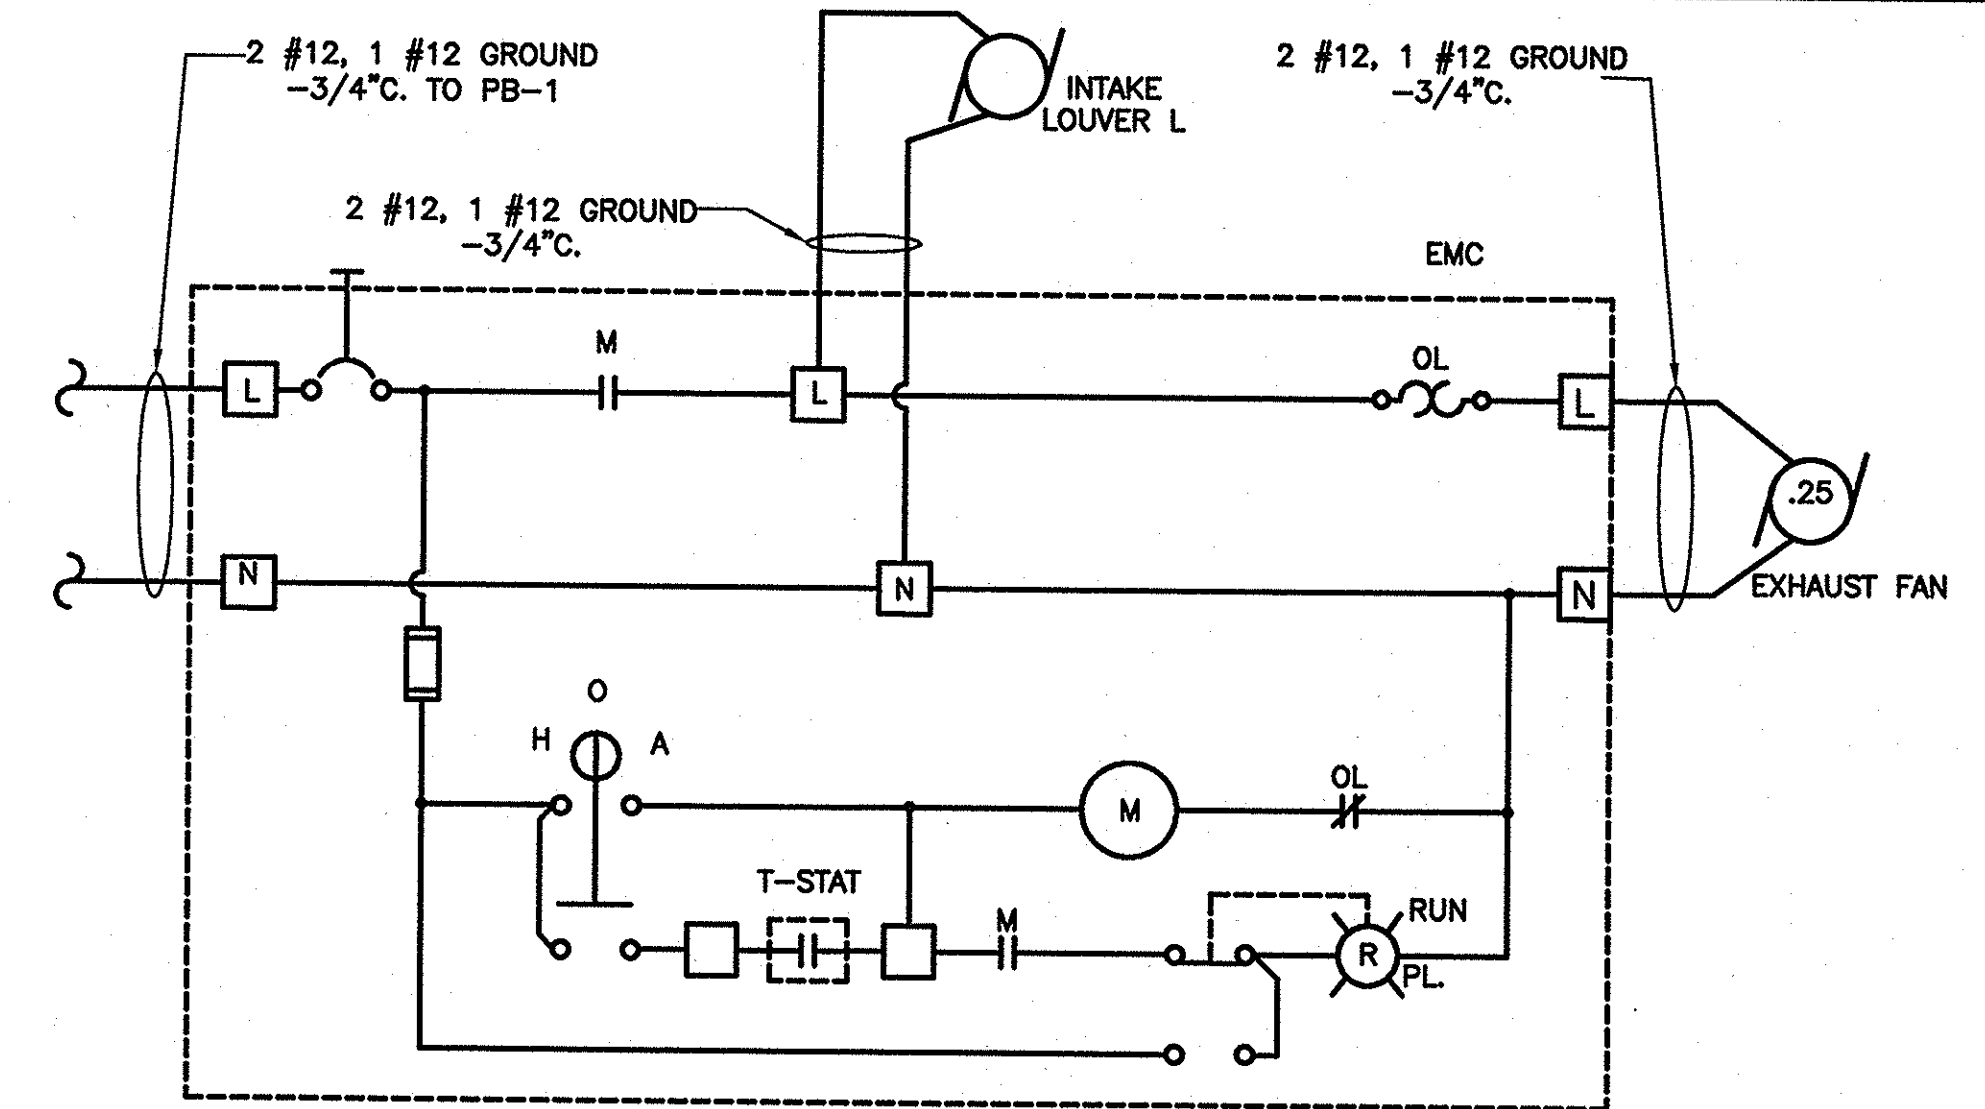 2 #12, 1 #12 GROUND
-3/4"C. TO PB-1
INTAKE
LOUVER L
2 #12, 1 #12 GROUND
-3/4"C.
2 #12, 1 #12 GROUND
-3/4"C.
EMC
M
OL
L
L
L
.25
EXHAUST FAN
N
N
N
O
H
A
M
OL
T-STAT
M
RUN
R
PL.